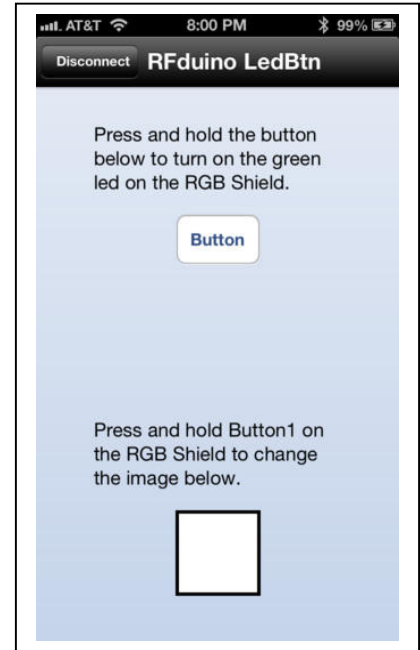 AT&T 8:00 PM 99%
Disconnect RFduino LedBtn
Press and hold the button
below to turn on the green
led on the RGB Shield.
Button
Press and hold Button1 on
the RGB Shield to change
the image below.